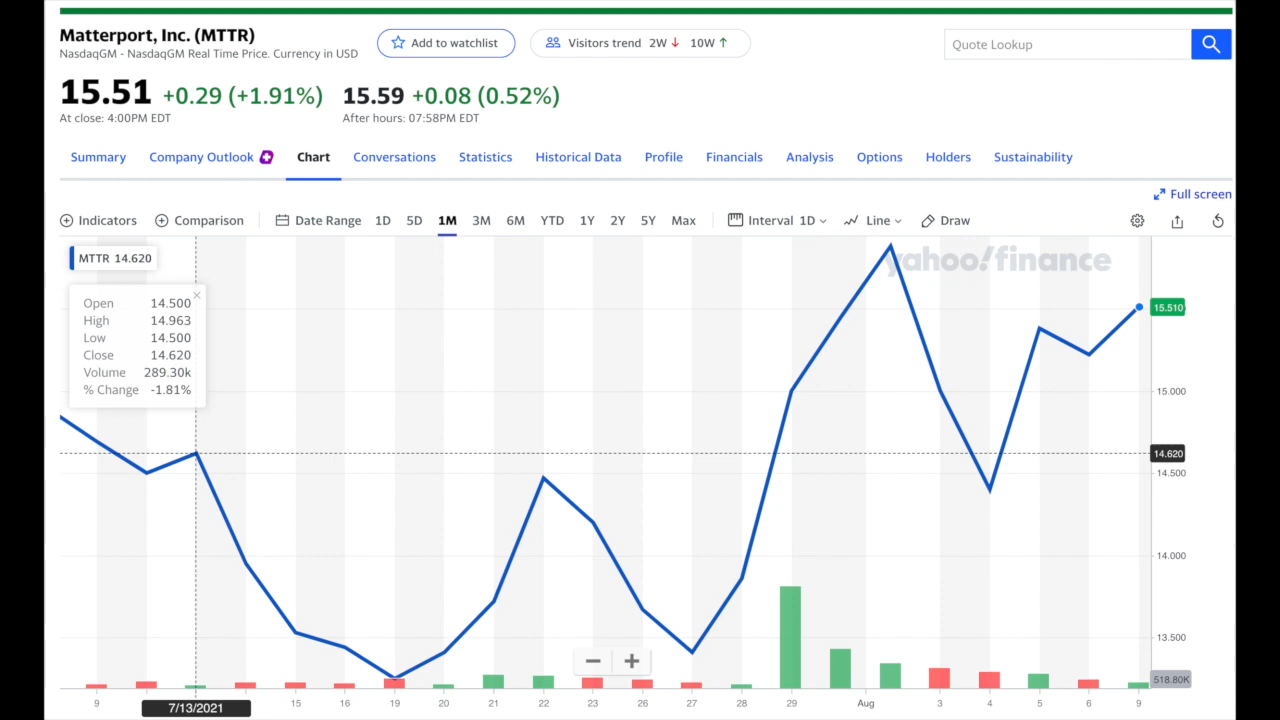 Matterport, Inc. (MTTR)
NasdaqGM - NasdaqGM Real Time Price. Currency in USD
Add to watchlist
Visitors trend 2W 10W
Quote Lookup
15.51 +0.29 (+1.91%)
At close: 4:00PM EDT
15.59 +0.08 (0.52%)
After hours: 07:58PM EDT
Summary Company Outlook Chart Conversations Statistics Historical Data Profile Financials Analysis Options Holders Sustainability
Full screen
Indicators Comparison Date Range 1D 5D 1M 3M 6M YTD 1Y 2Y 5Y Max Interval 1D Line Draw
MTTR 14.620
yahoo!finance
Open 14.500
High 14.963
Low 14.500
Close 14.620
Volume 289.30k
% Change -1.81%
15.510
15.000
14.620
14.500
14.000
13.500
518.80K
9 7/13/2021 15 16 19 20 21 22 23 26 27 28 29 Aug 3 4 5 6 9